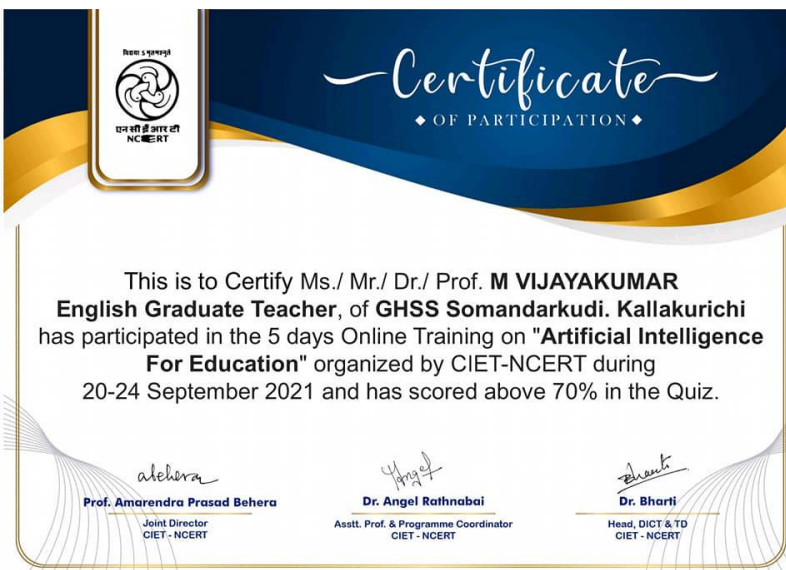 विद्यया ऽ मृतमश्नुते
एन सी ई आर टी
NCERT
Certificate
OF PARTICIPATION
This is to Certify Ms./ Mr./ Dr./ Prof. M VIJAYAKUMAR
English Graduate Teacher, of GHSS Somandarkudi. Kallakurichi
has participated in the 5 days Online Training on "Artificial Intelligence
For Education" organized by CIET-NCERT during
20-24 September 2021 and has scored above 70% in the Quiz.
Prof. Amarendra Prasad Behera
Joint Director
CIET - NCERT
Dr. Angel Rathnabai
Asstt. Prof. & Programme Coordinator
CIET - NCERT
Dr. Bharti
Head, DICT & TD
CIET - NCERT